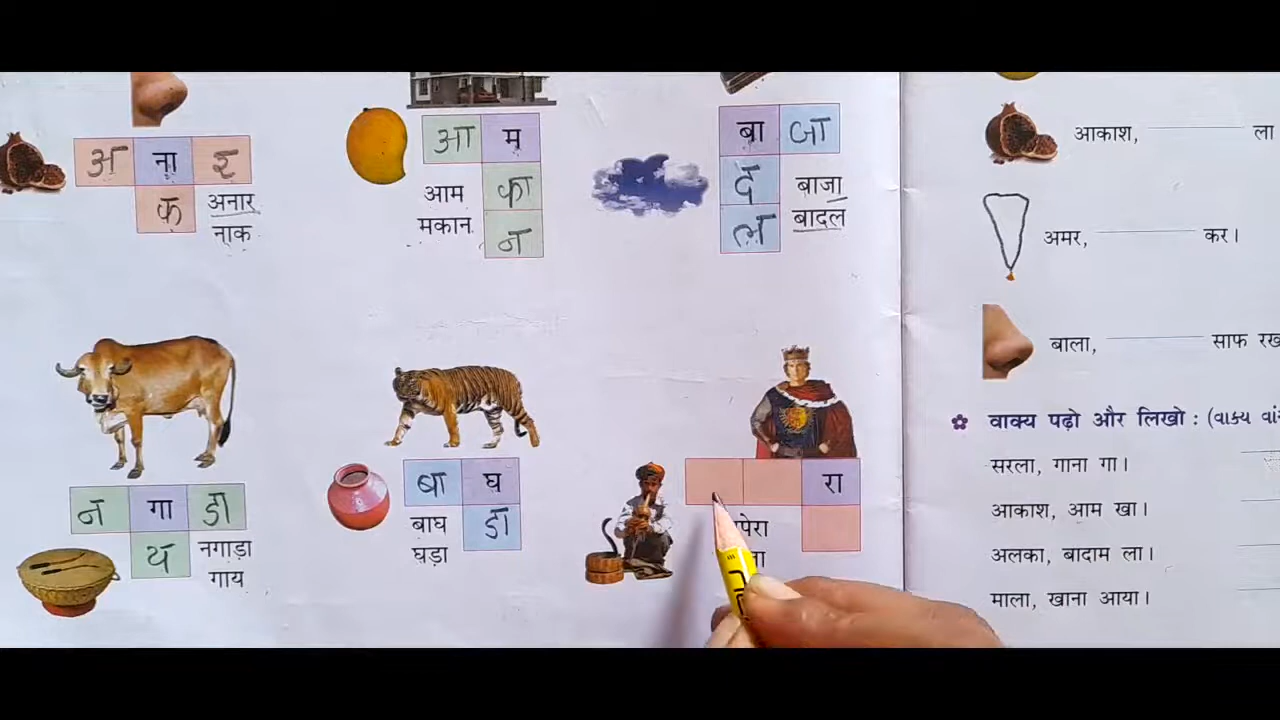 अ ना र
क
अनार
नाक
आ म
का
न
आम
मकान
बा जा
द
ल
बाजा
बादल
न गा डा
य
नगाड़ा
गाय
बा घ
डा
बाघ
घड़ा
रा
पेरा
आकाश, ला
अमर, कर।
बाला, साफ रख
वाक्य पढ़ो और लिखो : (વાક્ય વાં
सरला, गाना गा।
आकाश, आम खा।
अलका, बादाम ला।
माला, खाना आया।